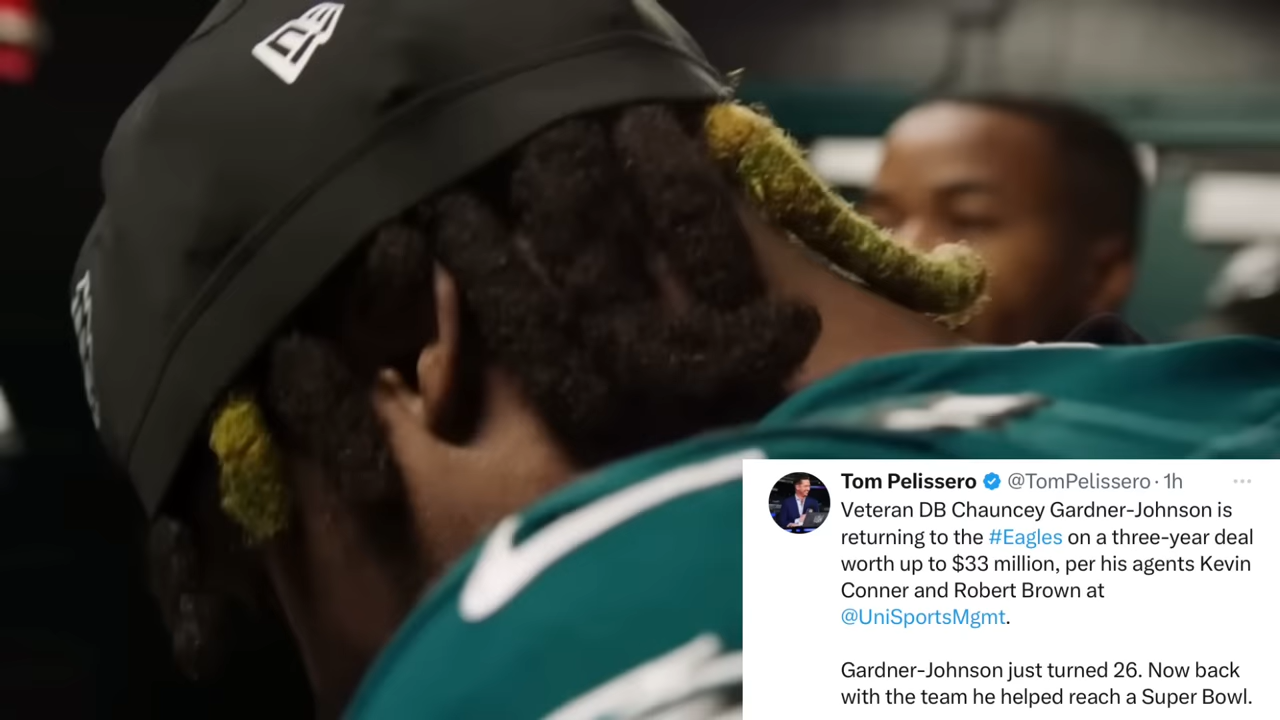 Tom Pelissero @TomPelissero · 1h
Veteran DB Chauncey Gardner-Johnson is
returning to the #Eagles on a three-year deal
worth up to $33 million, per his agents Kevin
Conner and Robert Brown at
@UniSportsMgmt.
Gardner-Johnson just turned 26. Now back
with the team he helped reach a Super Bowl.